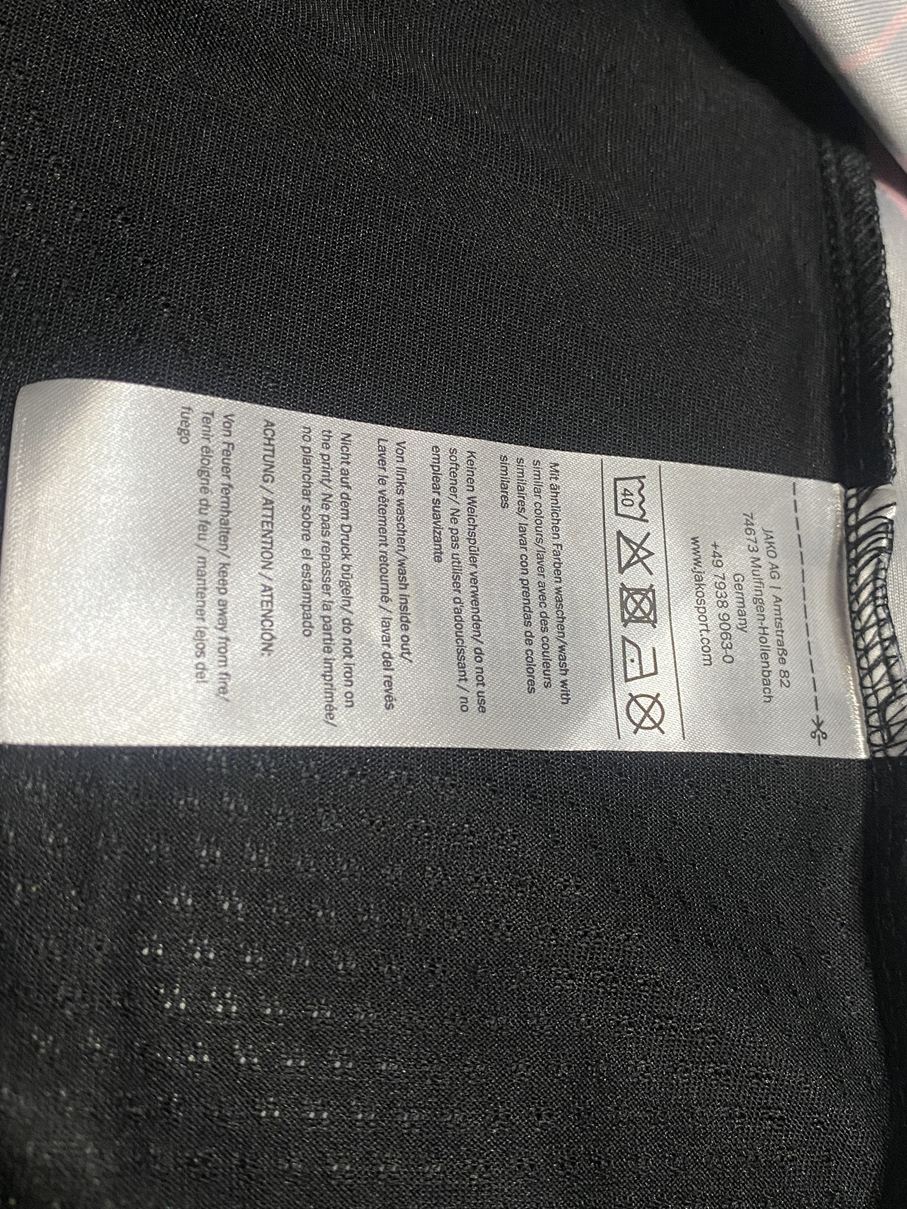 JAKO AG | Amtstraße 82
74673 Mulfingen-Hollenbach
Germany
+49 7938 9063-0
www.jakosport.com
40
Mit ähnlichen Farben waschen/wash with
similar colours/laver avec des couleurs
similaires/ lavar con prendas de colores
similares
Keinen Weichspüler verwenden/ do not use
softener/ Ne pas utiliser d'adoucissant / no
emplear suavizante
Von links waschen/wash inside out/
Laver le vêtement retourné / lavar del revés
Nicht auf dem Druck bügeln/ do not iron on
the print/ Ne pas repasser la partie imprimée/
no planchar sobre el estampado
ACHTUNG / ATTENTION / ATENCIÓN:
Von Feuer fernhalten/ keep away from fire/
Tenir éloigné du feu / mantener lejos del
fuego